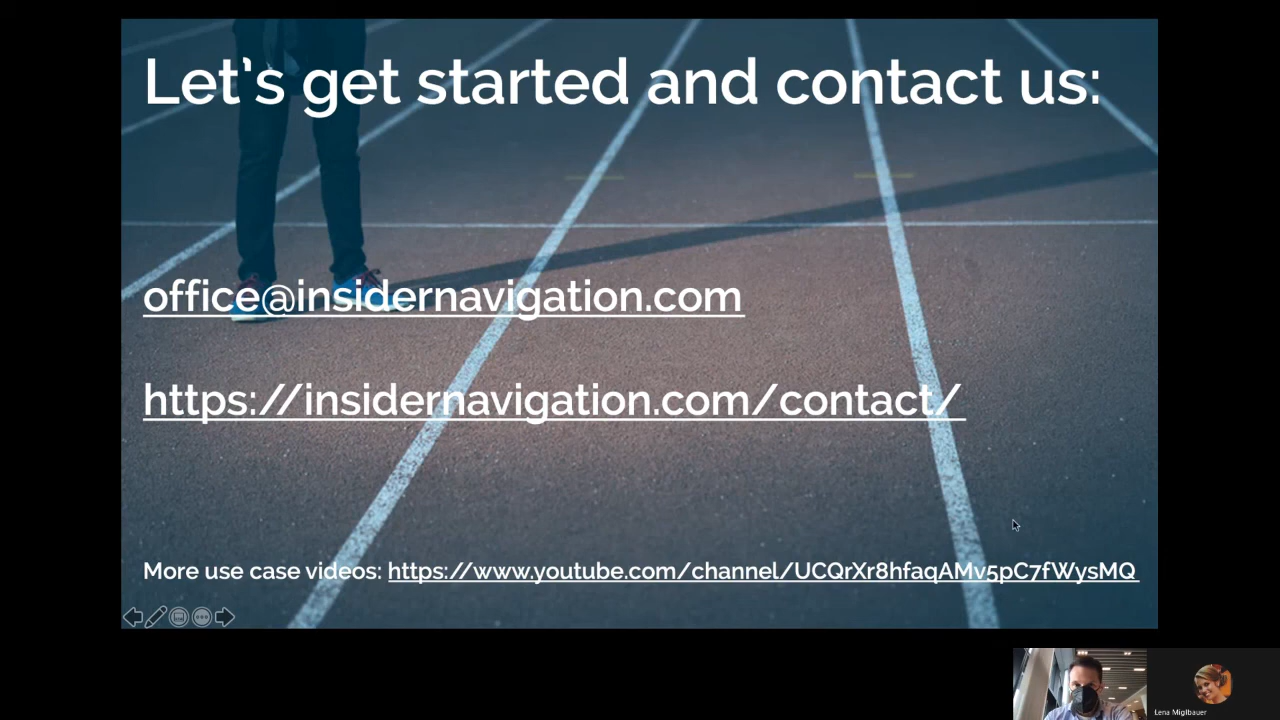 Let's get started and contact us:
office@insidernavigation.com
https://insidernavigation.com/contact/
More use case videos: https://www.youtube.com/channel/UCQrXr8hfaqAMv5pC7fWysMQ
Lena Miglbauer